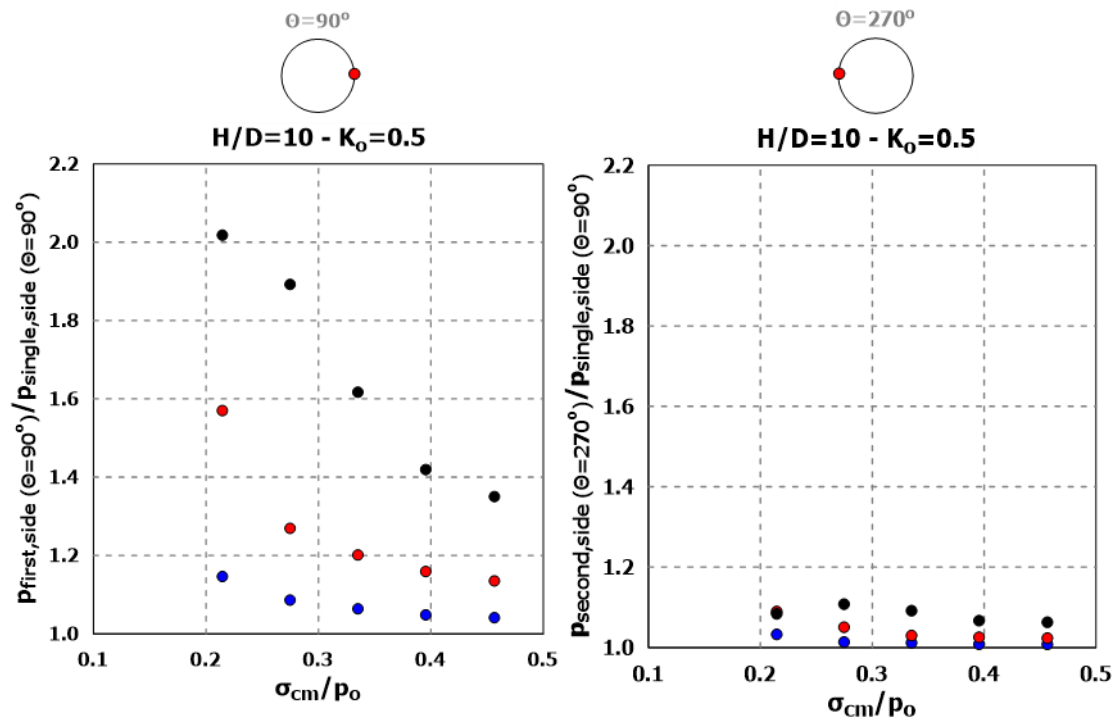 Θ=90°
H/D=10 - Ko=0.5
pfirst,side (Θ=90°)/psingle,side (Θ=90°)
2.2
2.0
1.8
1.6
1.4
1.2
1.0
0.1 0.2 0.3 0.4 0.5
σcm/po
Θ=270°
H/D=10 - Ko=0.5
psecond,side (Θ=270°)/psingle,side (Θ=90°)
2.2
2.0
1.8
1.6
1.4
1.2
1.0
0.1 0.2 0.3 0.4 0.5
σcm/po